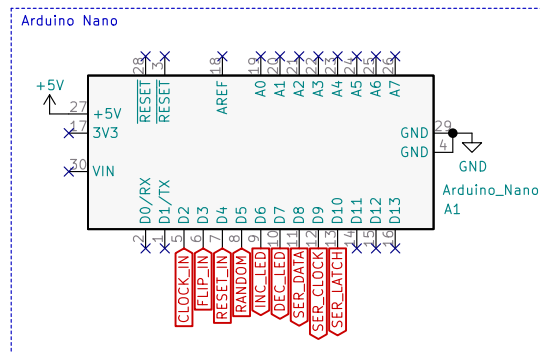 Arduino Nano
28 3 18 19 20 21 22 23 24 25 26
RESET RESET AREF A0 A1 A2 A3 A4 A5 A6 A7
+5V
27 +5V
17 3V3
30 VIN
29 GND
4 GND
GND
Arduino_Nano
A1
D0/RX D1/TX D2 D3 D4 D5 D6 D7 D8 D9 D10 D11 D12 D13
2 1 5 6 7 8 9 10 11 12 13 14 15 16
CLOCK_IN
FLIP_IN
RESET_IN
RANDOM
INC_LED
DEC_LED
SER_DATA
SER_CLOCK
SER_LATCH